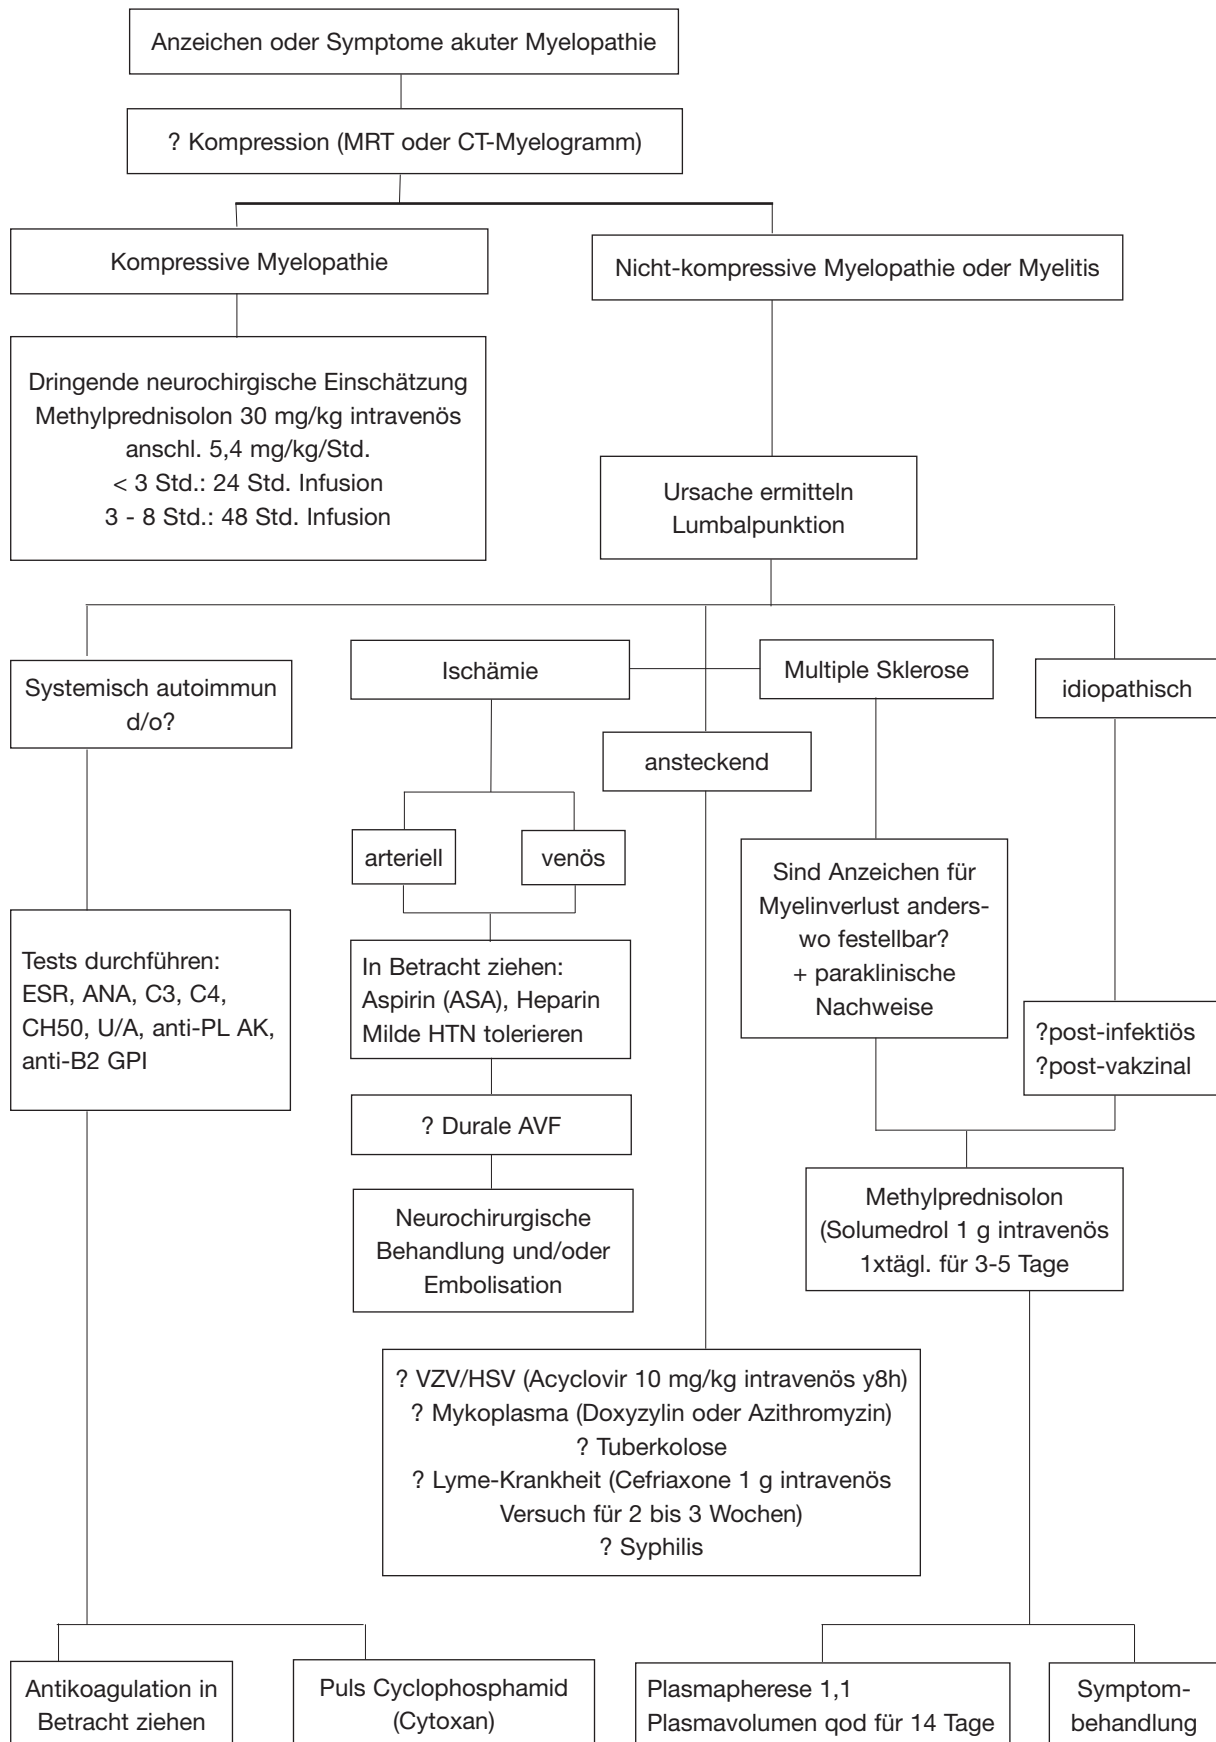 Anzeichen oder Symptome akuter Myelopathie
? Kompression (MRT oder CT-Myelogramm)
Kompressive Myelopathie
Nicht-kompressive Myelopathie oder Myelitis
Dringende neurochirgische Einschätzung
Methylprednisolon 30 mg/kg intravenös
anschl. 5,4 mg/kg/Std.
< 3 Std.: 24 Std. Infusion
3 - 8 Std.: 48 Std. Infusion
Ursache ermitteln
Lumbalpunktion
Systemisch autoimmun
d/o?
Ischämie
Multiple Sklerose
idiopathisch
ansteckend
arteriell
venös
Sind Anzeichen für
Myelinverlust anders-
wo festellbar?
+ paraklinische
Nachweise
Tests durchführen:
ESR, ANA, C3, C4,
CH50, U/A, anti-PL AK,
anti-B2 GPI
In Betracht ziehen:
Aspirin (ASA), Heparin
Milde HTN tolerieren
?post-infektiös
?post-vakzinal
? Durale AVF
Neurochirurgische
Behandlung und/oder
Embolisation
Methylprednisolon
(Solumedrol 1 g intravenös
1xtägl. für 3-5 Tage
? VZV/HSV (Acyclovir 10 mg/kg intravenös y8h)
? Mykoplasma (Doxyzylin oder Azithromyzin)
? Tuberkolose
? Lyme-Krankheit (Cefriaxone 1 g intravenös
Versuch für 2 bis 3 Wochen)
? Syphilis
Antikoagulation in
Betracht ziehen
Puls Cyclophosphamid
(Cytoxan)
Plasmapherese 1,1
Plasmavolumen qod für 14 Tage
Symptom-
behandlung